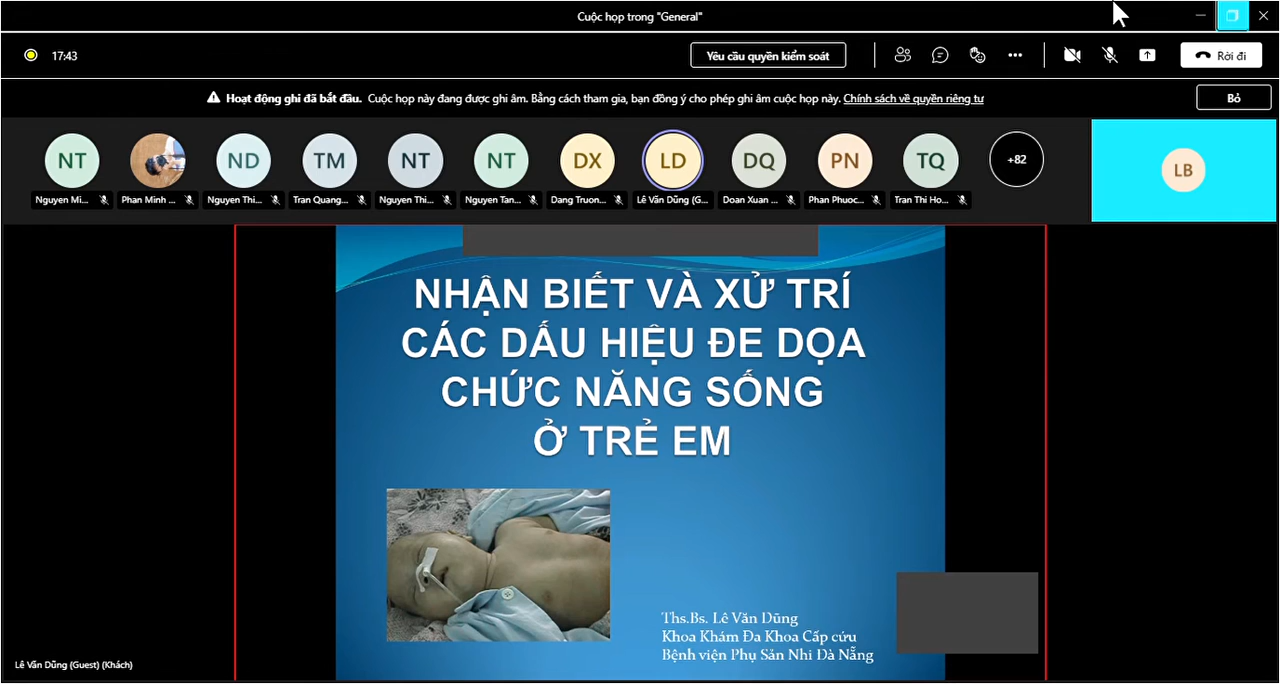 Cuộc họp trong "General"
17:43
Yêu cầu quyền kiểm soát
Rời đi
Hoạt động ghi đã bắt đầu. Cuộc họp này đang được ghi âm. Bằng cách tham gia, bạn đồng ý cho phép ghi âm cuộc họp này. Chính sách về quyền riêng tư
Bỏ
NT ND TM NT NT DX LD DQ PN TQ +82
LB
Nguyen Mi... Phan Minh ... Nguyen Thi... Tran Quang... Nguyen Thi... Nguyen Tan... Dang Truon... Lê Văn Dũng (G... Doan Xuan ... Phan Phuoc... Tran Thi Ho...
NHẬN BIẾT VÀ XỬ TRÍ
CÁC DẤU HIỆU ĐE DỌA
CHỨC NĂNG SỐNG
Ở TRẺ EM
Ths.Bs. Lê Văn Dũng
Khoa Khám Đa Khoa Cấp cứu
Bệnh viện Phụ Sản Nhi Đà Nẵng
Lê Văn Dũng (Guest) (Khách)